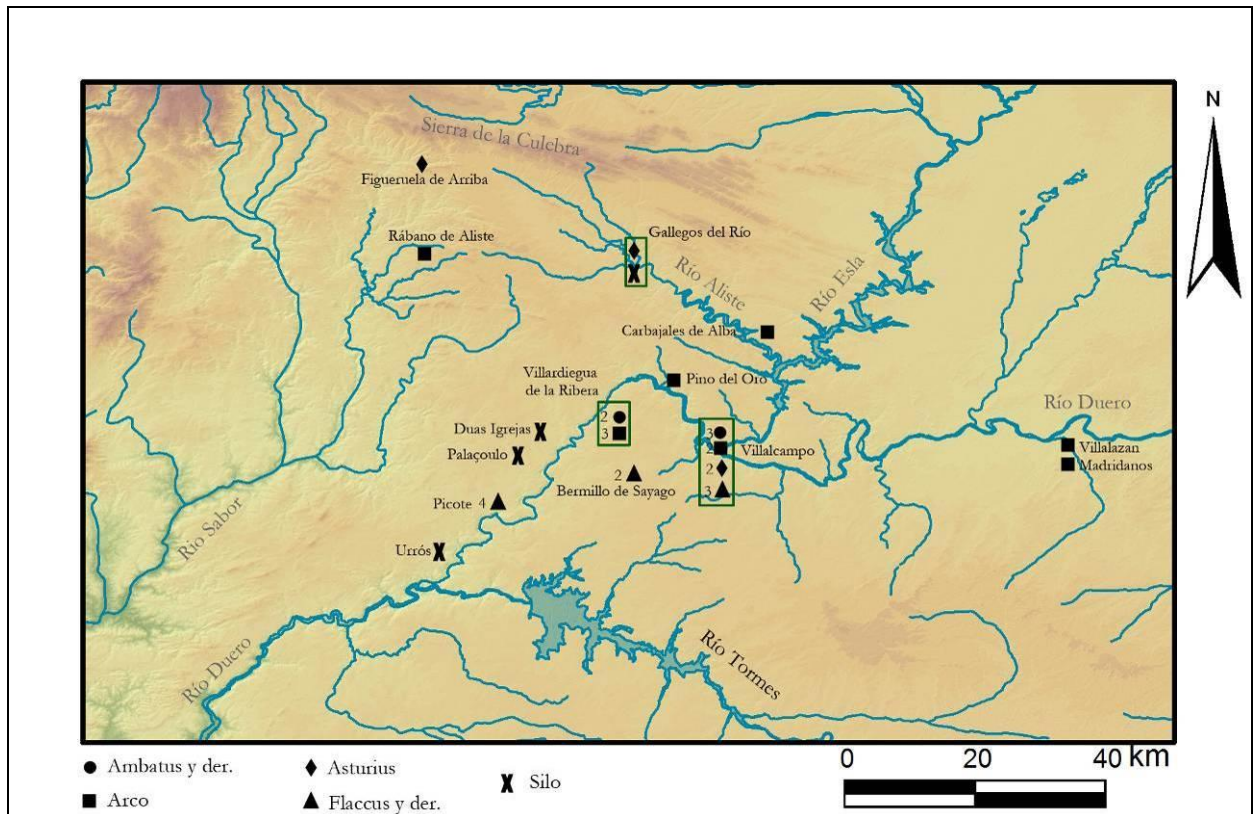 N
Sierra de la Culebra
Figueruela de Arriba
Rábano de Aliste
Gallegos del Río
Río Aliste
Río Esla
Carbajales de Alba
Villardiegua
de la Ribera
Pino del Oro
2
3
Duas Igrejas
Palaçoulo
3
2
Villalcampo
2
3
Río Duero
Villalazan
Madridanos
2
Bermillo de Sayago
Picote 4
Río Sabor
Urrós
Río Duero
Río Tormes
Ambatus y der.
Asturius
Silo
Arco
Flaccus y der.
0 20 40 km